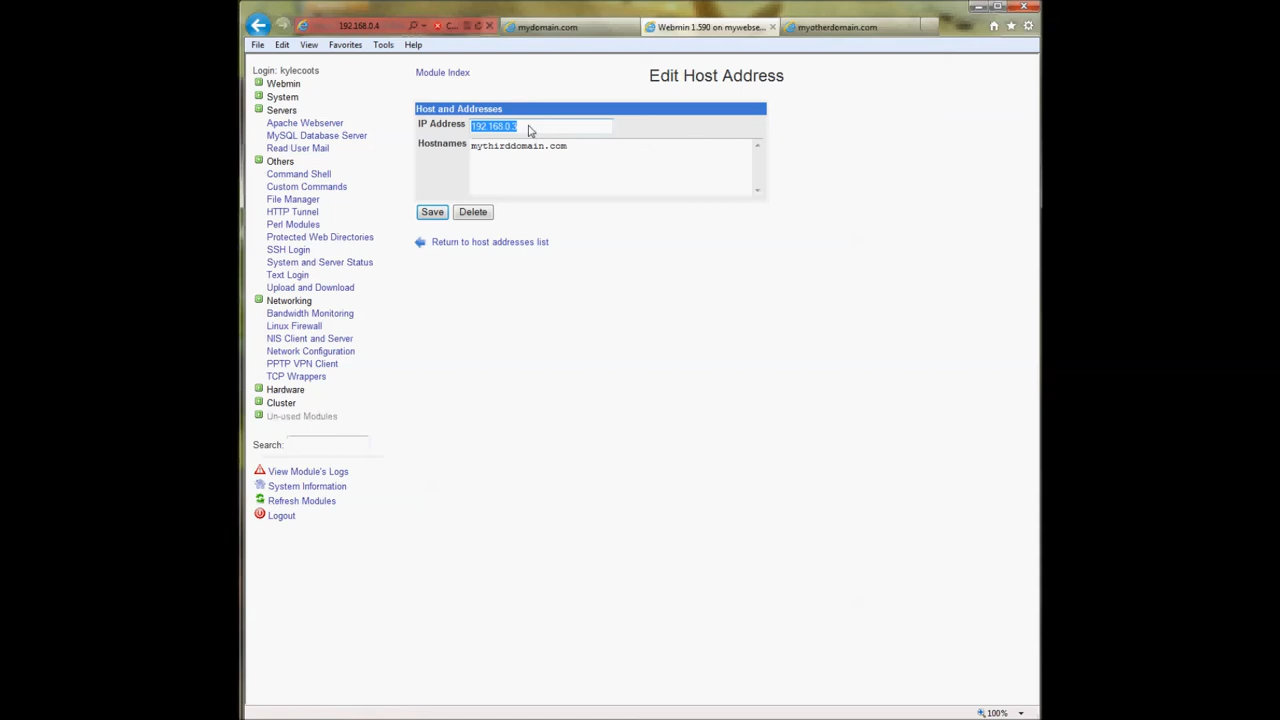 192.168.0.4
C...
mydomain.com
Webmin 1.590 on mywebse...
myotherdomain.com
File Edit View Favorites Tools Help
Login: kylecoots
Webmin
System
Servers
Apache Webserver
MySQL Database Server
Read User Mail
Others
Command Shell
Custom Commands
File Manager
HTTP Tunnel
Perl Modules
Protected Web Directories
SSH Login
System and Server Status
Text Login
Upload and Download
Networking
Bandwidth Monitoring
Linux Firewall
NIS Client and Server
Network Configuration
PPTP VPN Client
TCP Wrappers
Hardware
Cluster
Un-used Modules
Search:
View Module's Logs
System Information
Refresh Modules
Logout
Module Index
Edit Host Address
Host and Addresses
IP Address 192.168.0.3
Hostnames mythirddomain.com
Save Delete
Return to host addresses list
100%